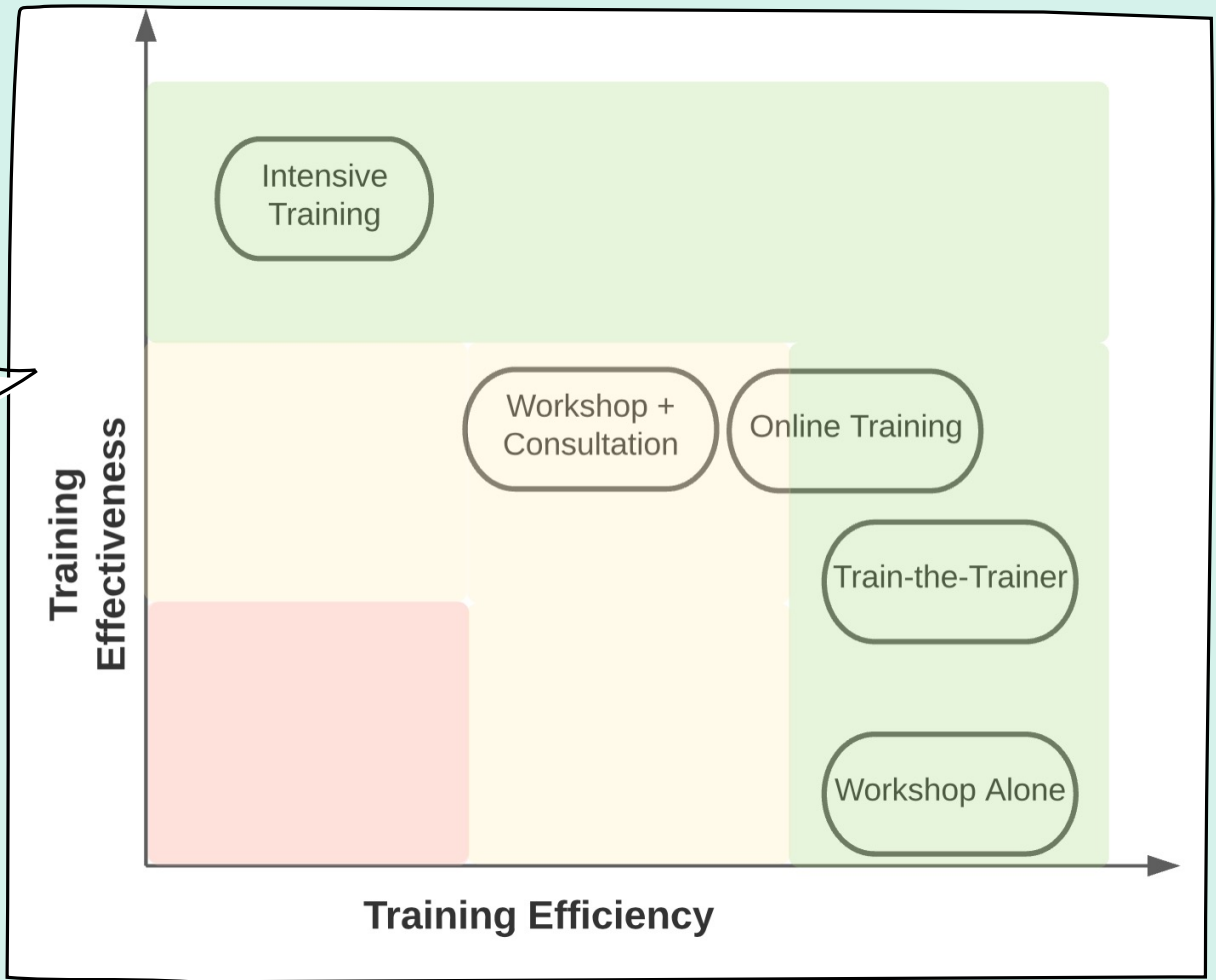 Intensive
Training
Workshop +
Consultation
Online Training
Train-the-Trainer
Workshop Alone
Training
Effectiveness
Training Efficiency